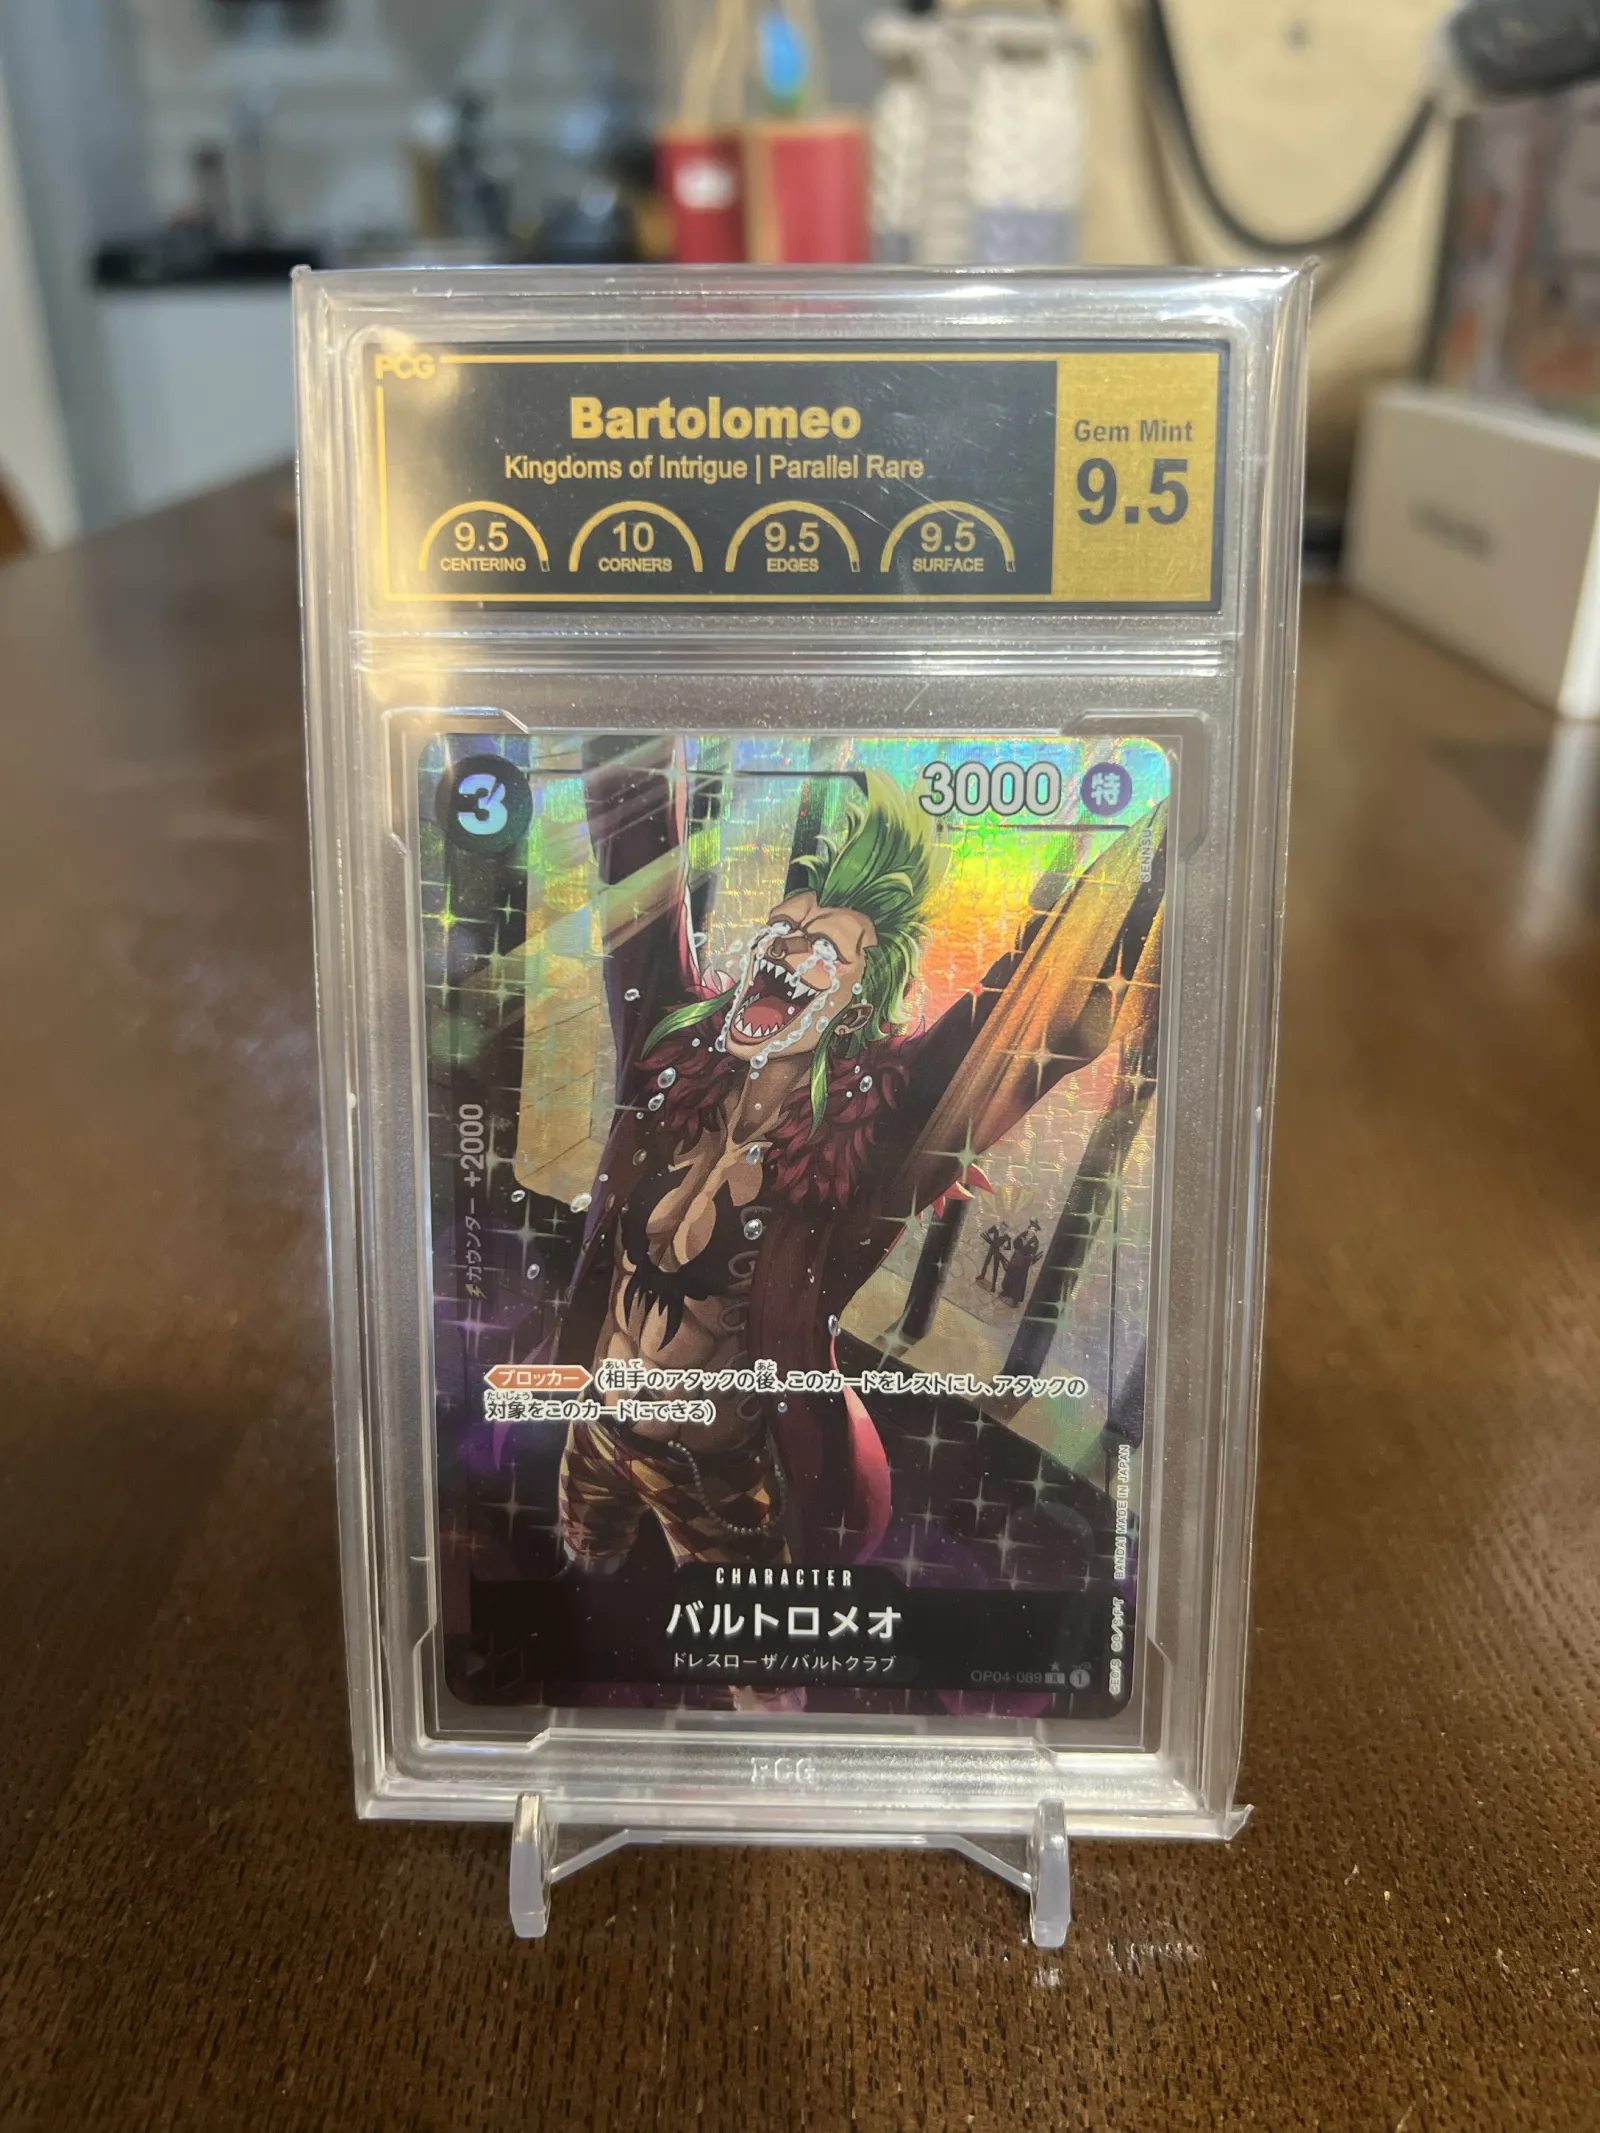 PCG
Bartolomeo
Kingdoms of Intrigue | Parallel Rare
9.5
CENTERING
10
CORNERS
9.5
EDGES
9.5
SURFACE
Gem Mint
9.5
3
3000 特
カウンター +2000
ブロッカー (相手のアタックの後、このカードをレストにし、アタックの
対象をこのカードにできる)
BANDAI MADE IN JAPAN
CHARACTER
バルトロメオ
ドレスローザ/バルトクラブ
OP04-089 R 1
PCG